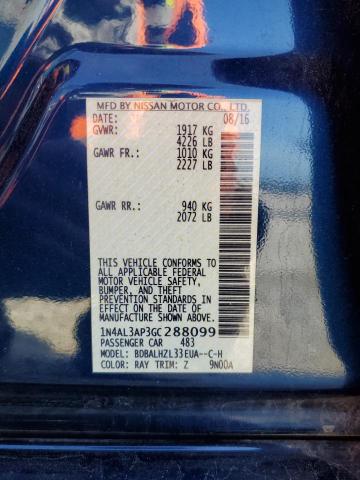 MFD BY NISSAN MOTOR CO., LTD.
DATE: 08/16
GVWR: 1917 KG
4226 LB
GAWR FR.: 1010 KG
2227 LB
GAWR RR.: 940 KG
2072 LB
THIS VEHICLE CONFORMS TO
ALL APPLICABLE FEDERAL
MOTOR VEHICLE SAFETY,
BUMPER, AND THEFT
PREVENTION STANDARDS IN
EFFECT ON THE DATE OF
MANUFACTURE SHOWN ABOVE.
1N4AL3AP3GC288099
PASSENGER CAR 483
MODEL: BDBALHZL33EUA--C-H
COLOR: RAY TRIM: Z 9N00A